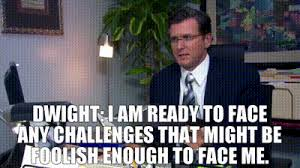 DWIGHT: I AM READY TO FACE
ANY CHALLENGES THAT MIGHT BE
FOOLISH ENOUGH TO FACE ME.